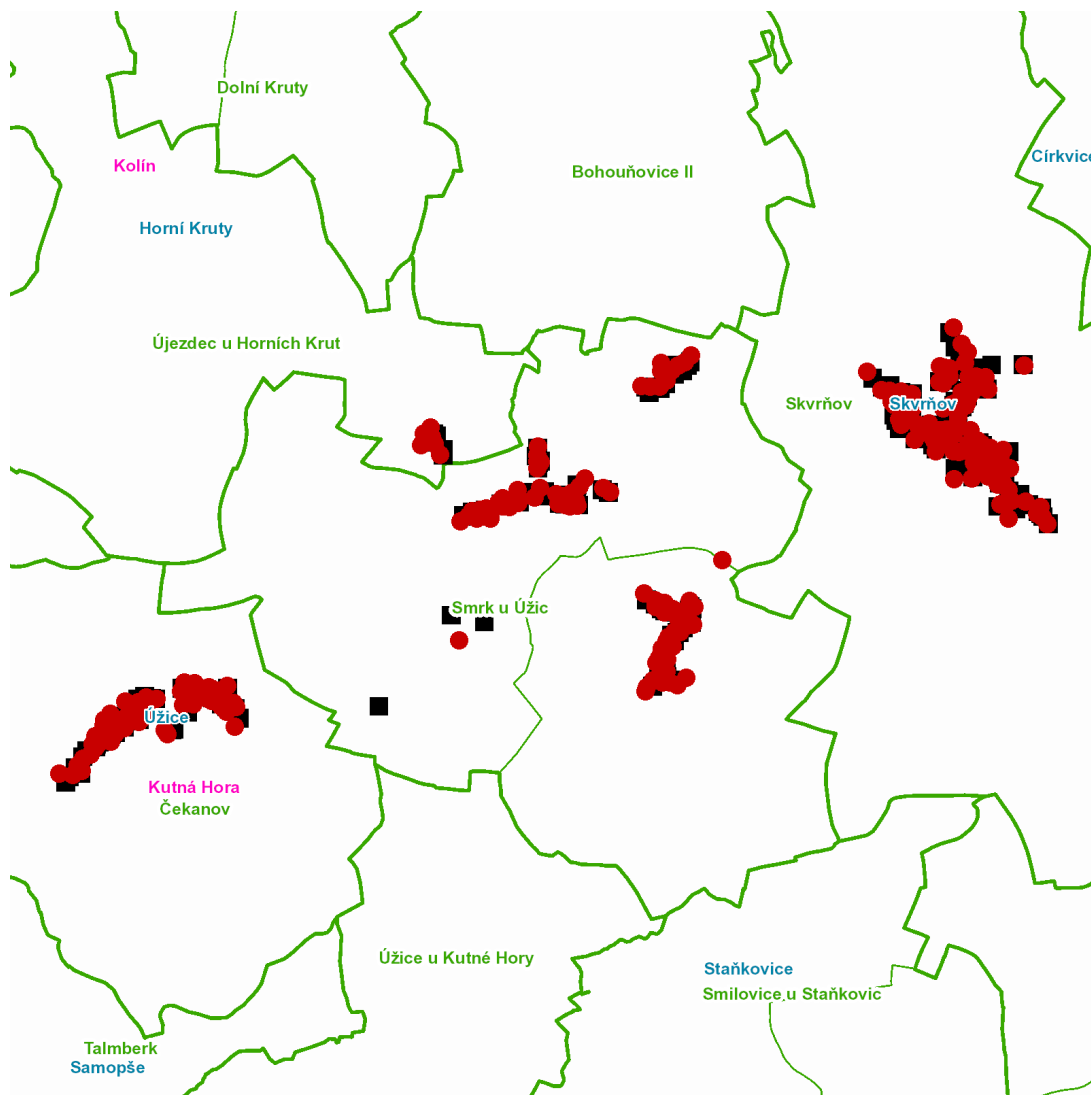 Dolní Kruty
Kolín
Církvic
Bohouňovice II
Horní Kruty
Újezdec u Horních Krut
Skvrňov
Skvrňov
Smrk u Úžic
Úžice
Kutná Hora
Čekanov
Úžice u Kutné Hory
Staňkovice
Smilovice u Staňkovic
Talmberk
Samopše